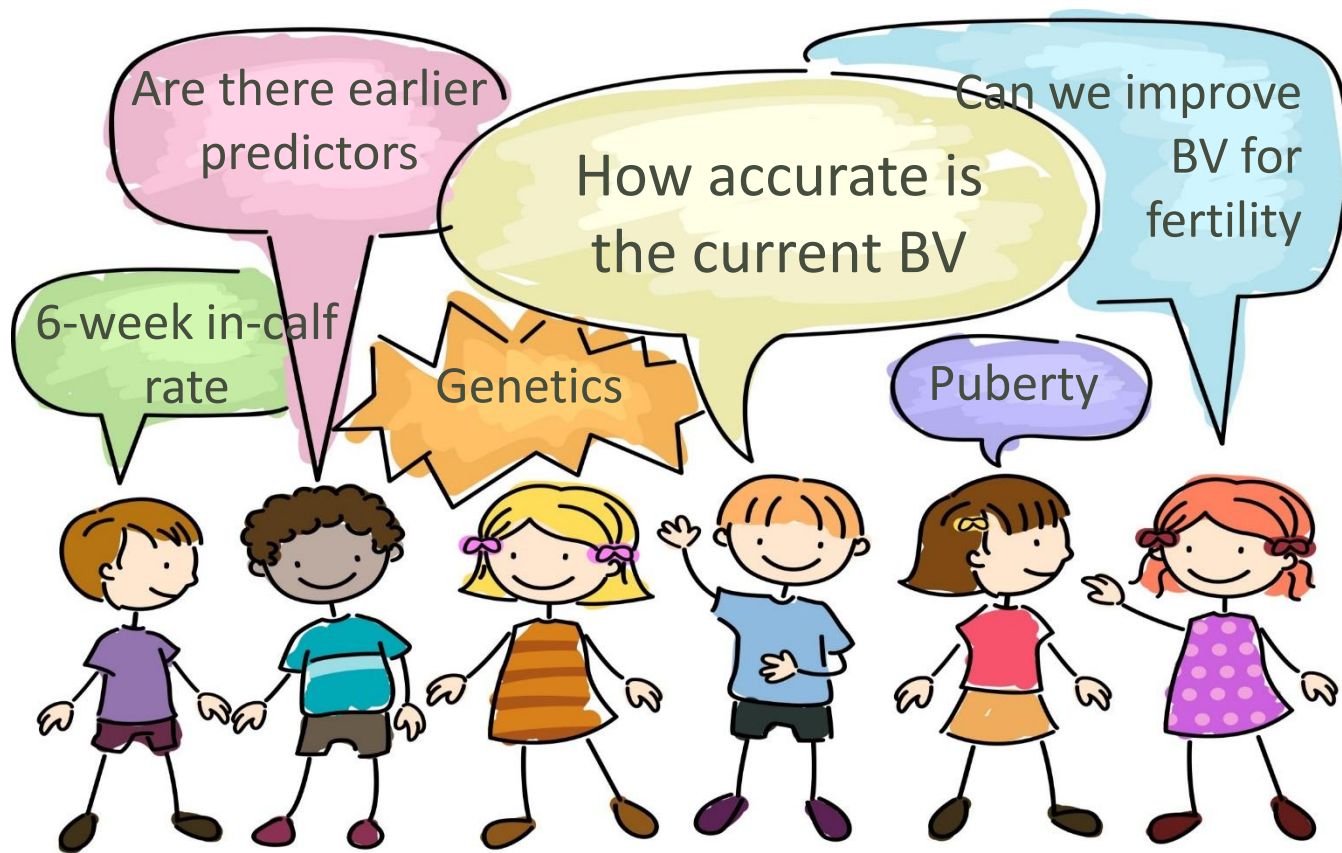 Are there earlier
predictors
How accurate is
the current BV
Can we improve
BV for
fertility
6-week in-calf
rate
Genetics
Puberty